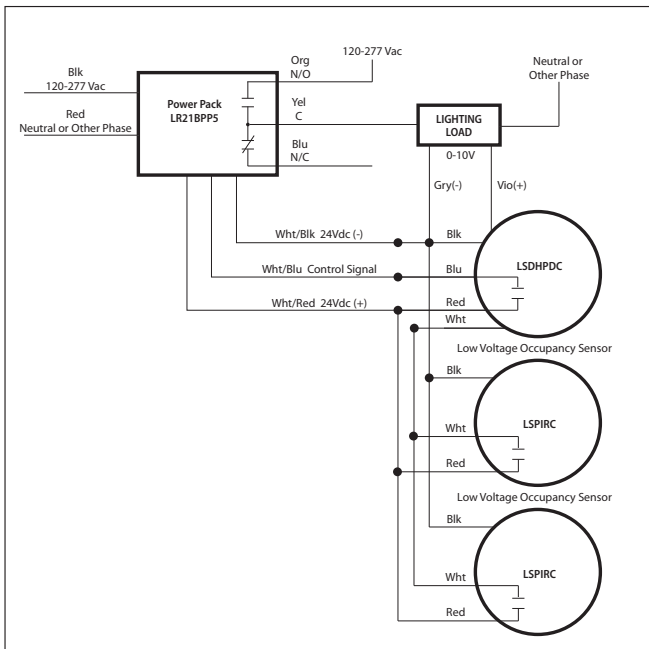 Org
N/O
120-277 Vac
Blk
120-277 Vac
Neutral or
Other Phase
Power Pack
LR21BPP5
Yel
C
Red
Neutral or Other Phase
LIGHTING
LOAD
Blu
N/C
0-10V
Gry(-)
Vio(+)
Wht/Blk 24Vdc (-)
Blk
LSDHPDC
Wht/Blu Control Signal
Blu
Wht/Red 24Vdc (+)
Red
Wht
Low Voltage Occupancy Sensor
Blk
LSPIRC
Wht
Red
Low Voltage Occupancy Sensor
Blk
LSPIRC
Wht
Red